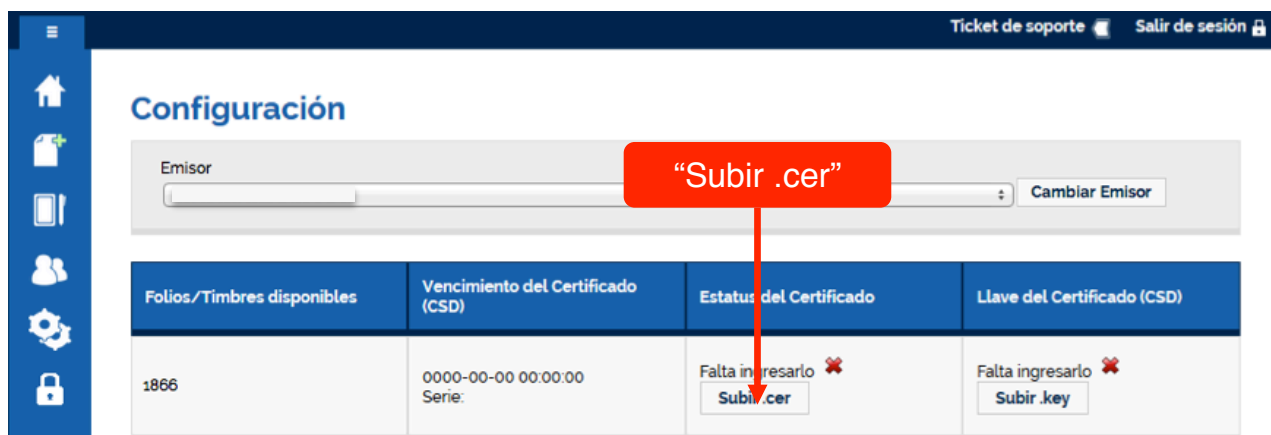 Ticket de soporte Salir de sesión
Configuración
Emisor
“Subir .cer”
Cambiar Emisor
Folios/Timbres disponibles
Vencimiento del Certificado
(CSD)
Estatus del Certificado
Llave del Certificado (CSD)
1866
0000-00-00 00:00:00
Serie:
Falta ingresarlo
Subir .cer
Falta ingresarlo
Subir .key